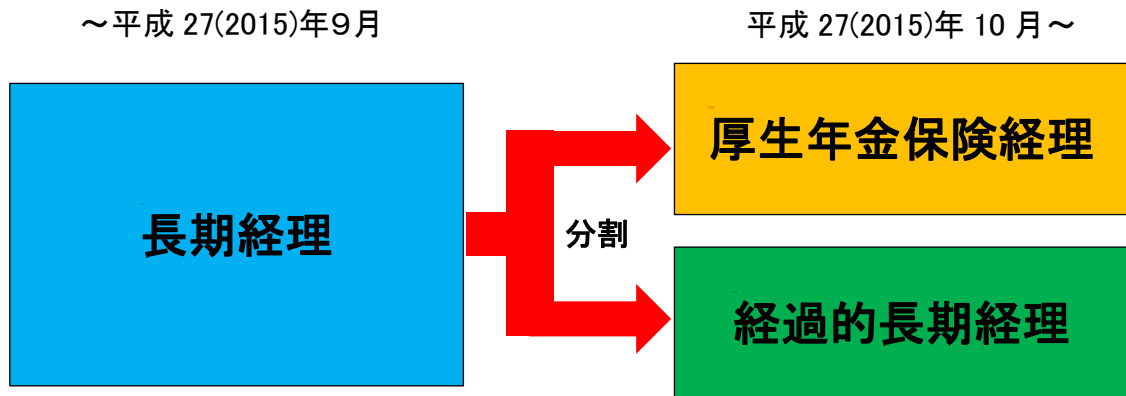 ～平成 27(2015)年９月
平成 27(2015)年 10 月～
長期経理
分割
厚生年金保険経理
経過的長期経理